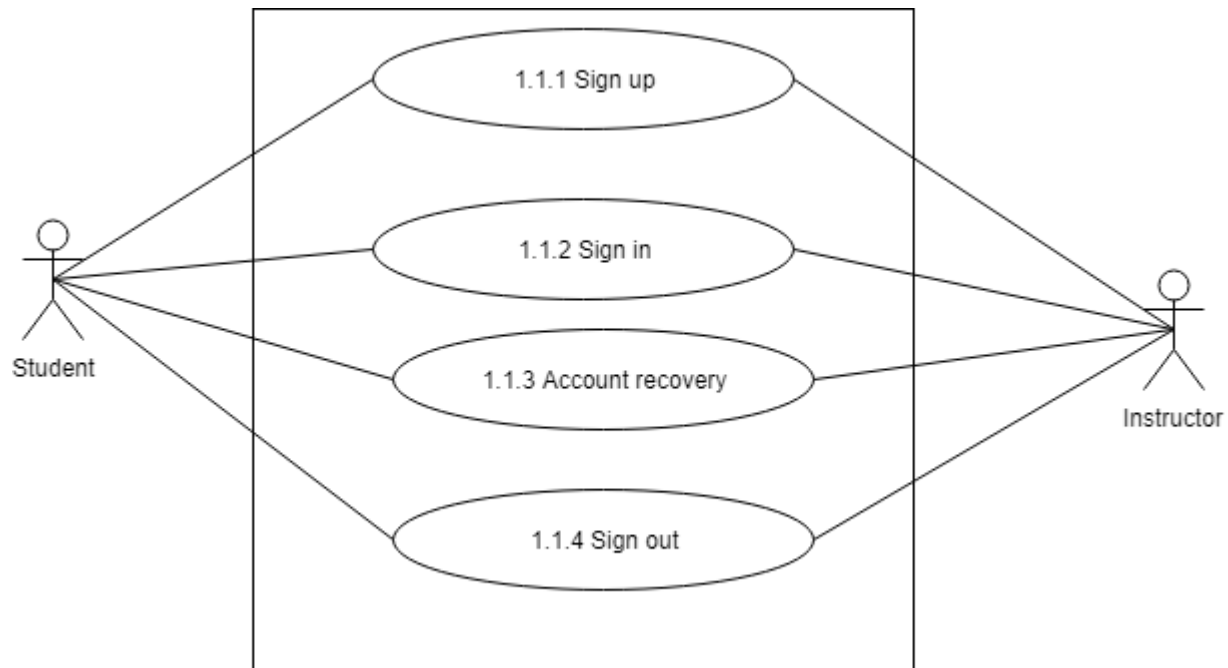 1.1.1 Sign up
1.1.2 Sign in
Student
1.1.3 Account recovery
Instructor
1.1.4 Sign out